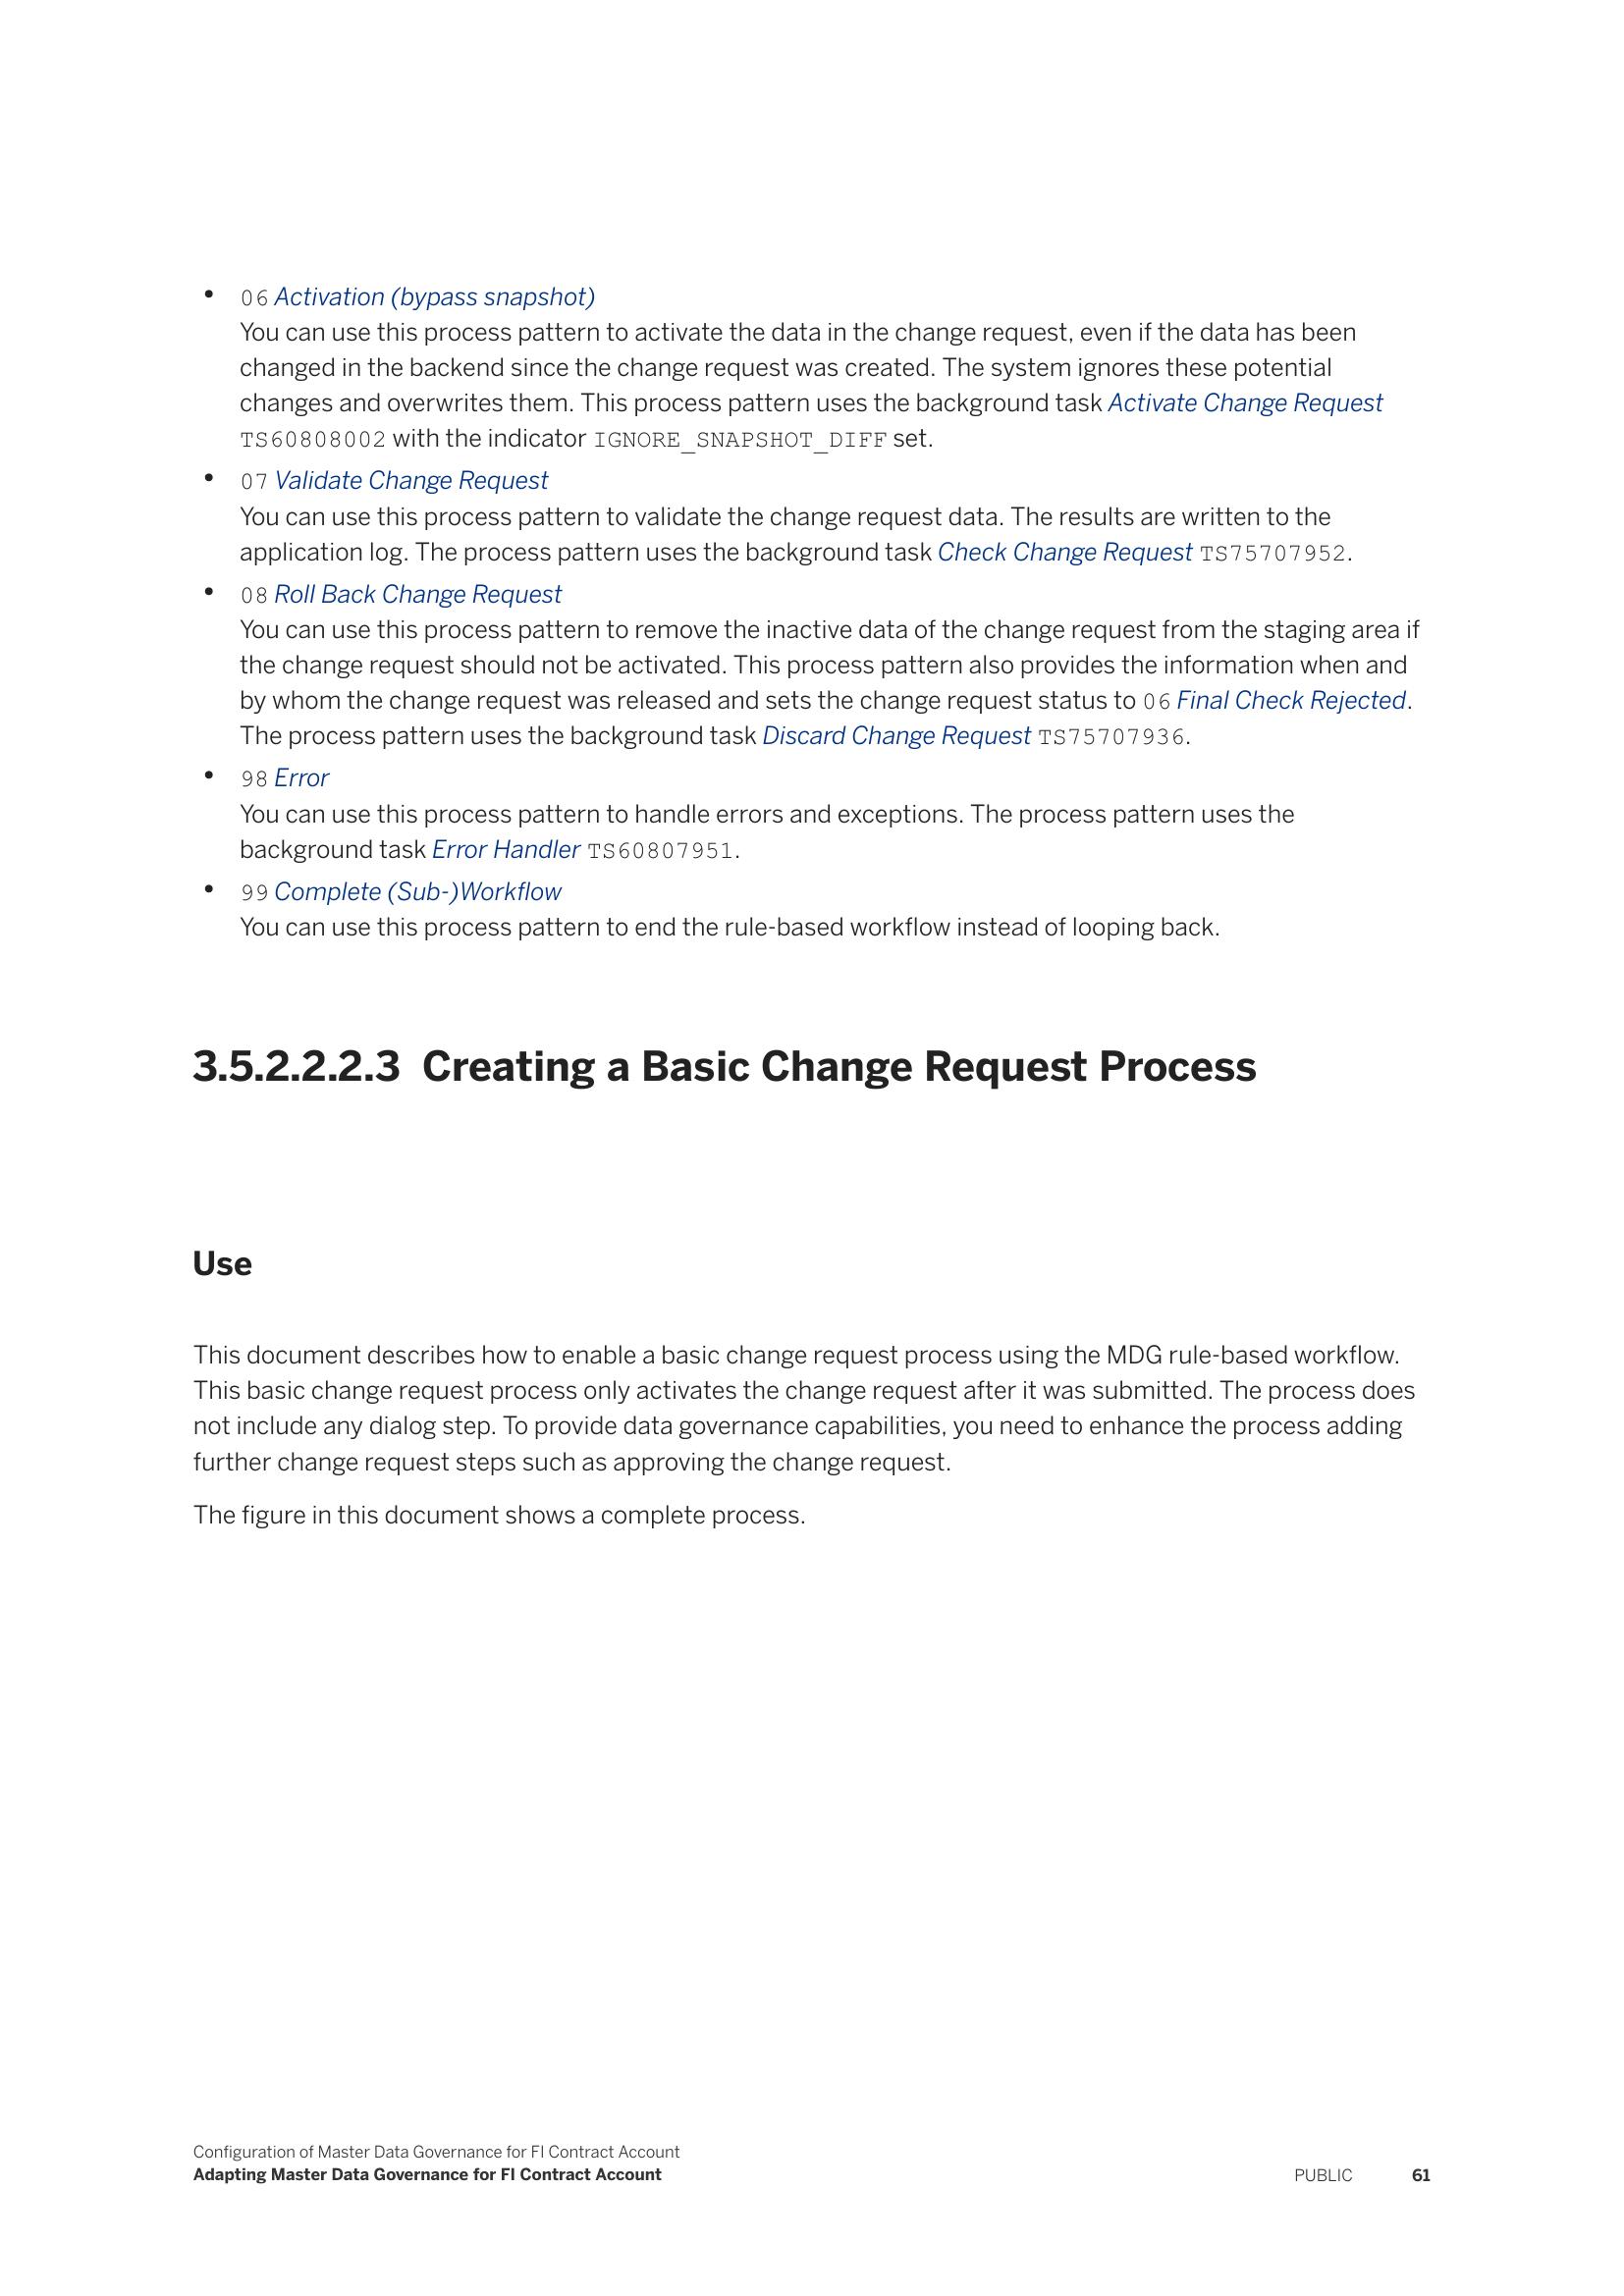 • 06 Activation (bypass snapshot)
You can use this process pattern to activate the data in the change request, even if the data has been
changed in the backend since the change request was created. The system ignores these potential
changes and overwrites them. This process pattern uses the background task Activate Change Request
TS60808002 with the indicator IGNORE_SNAPSHOT_DIFF set.
• 07 Validate Change Request
You can use this process pattern to validate the change request data. The results are written to the
application log. The process pattern uses the background task Check Change Request TS75707952.
• 08 Roll Back Change Request
You can use this process pattern to remove the inactive data of the change request from the staging area if
the change request should not be activated. This process pattern also provides the information when and
by whom the change request was released and sets the change request status to 06 Final Check Rejected.
The process pattern uses the background task Discard Change Request TS75707936.
• 98 Error
You can use this process pattern to handle errors and exceptions. The process pattern uses the
background task Error Handler TS60807951.
• 99 Complete (Sub-)Workflow
You can use this process pattern to end the rule-based workflow instead of looping back.
3.5.2.2.2.3 Creating a Basic Change Request Process
Use
This document describes how to enable a basic change request process using the MDG rule-based workflow.
This basic change request process only activates the change request after it was submitted. The process does
not include any dialog step. To provide data governance capabilities, you need to enhance the process adding
further change request steps such as approving the change request.
The figure in this document shows a complete process.
Configuration of Master Data Governance for FI Contract Account
Adapting Master Data Governance for FI Contract Account
PUBLIC 61